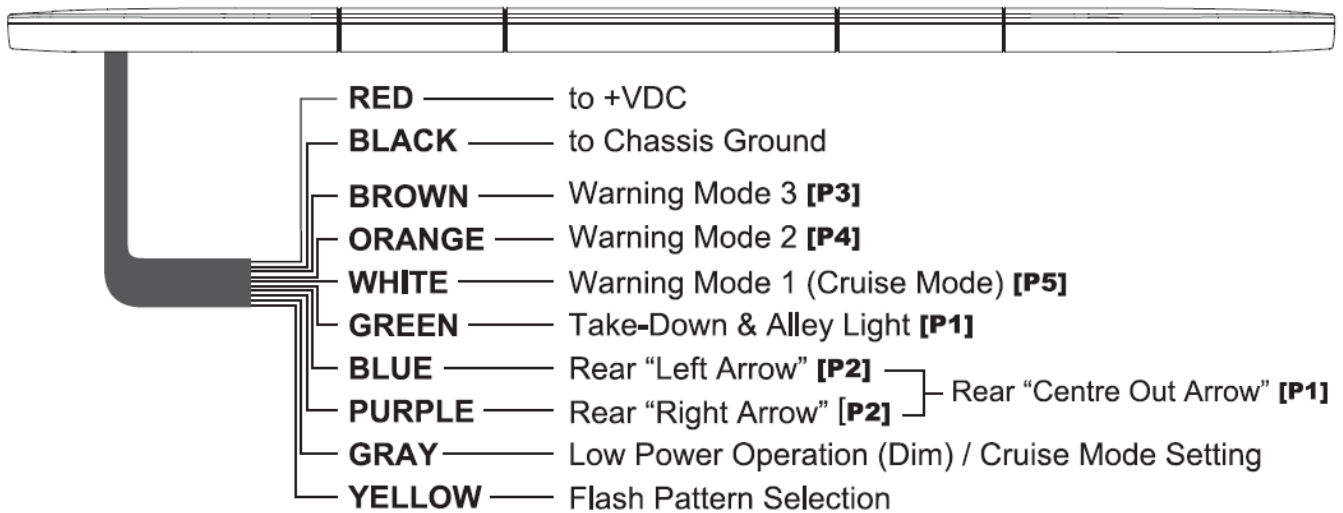 RED to +VDC
BLACK to Chassis Ground
BROWN Warning Mode 3 [P3]
ORANGE Warning Mode 2 [P4]
WHITE Warning Mode 1 (Cruise Mode) [P5]
GREEN Take-Down & Alley Light [P1]
BLUE Rear “Left Arrow” [P2]
Rear “Centre Out Arrow” [P1]
PURPLE Rear “Right Arrow” [P2]
GRAY Low Power Operation (Dim) / Cruise Mode Setting
YELLOW Flash Pattern Selection